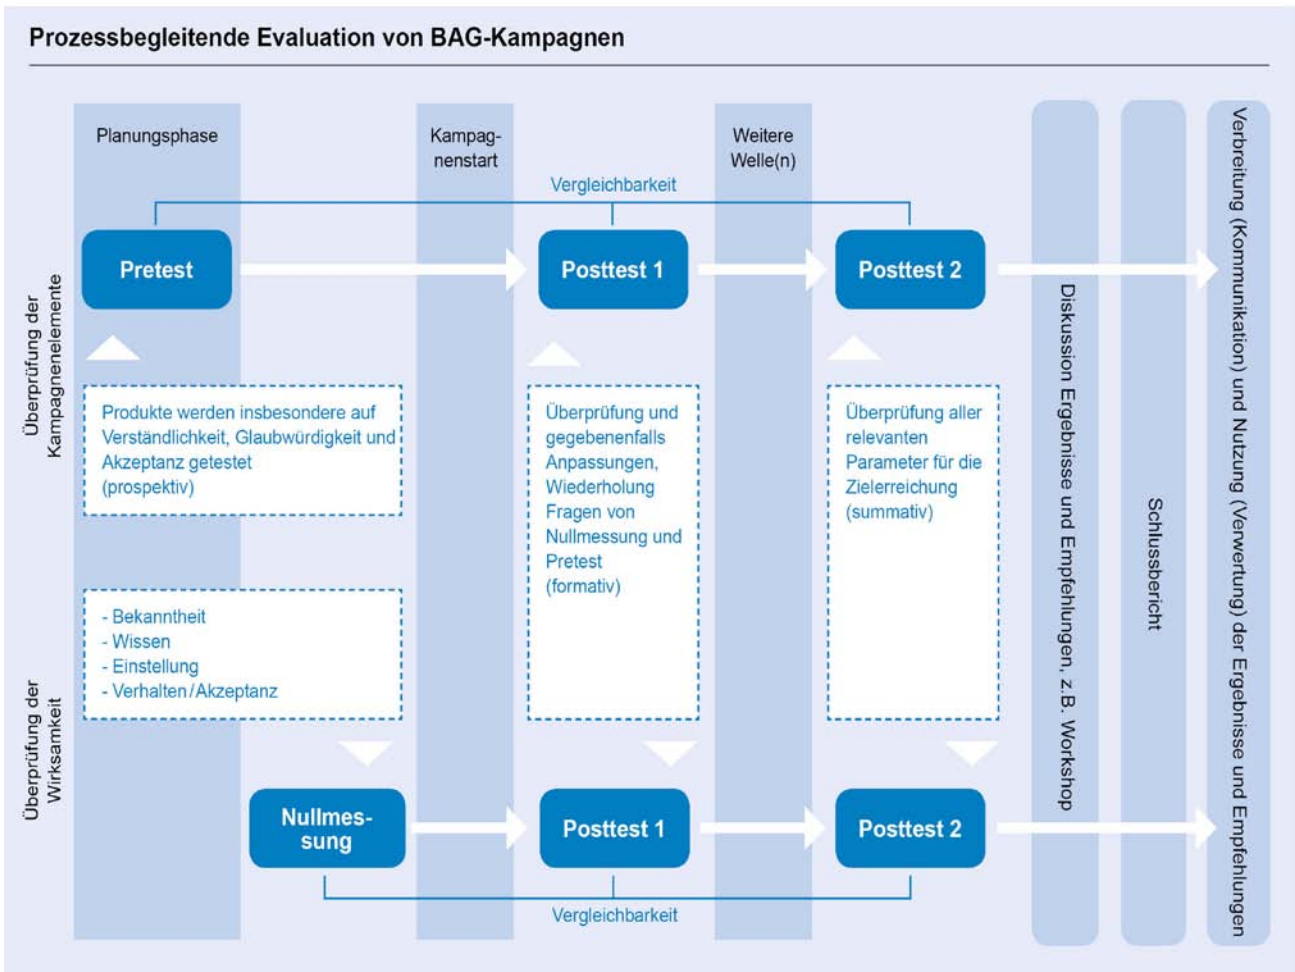 Prozessbegleitende Evaluation von BAG-Kampagnen
Planungsphase
Kampag-
nenstart
Weitere
Welle(n)
Vergleichbarkeit
Überprüfung der
Kampagnenelemente
Pretest
Posttest 1
Posttest 2
Produkte werden insbesondere auf
Verständlichkeit, Glaubwürdigkeit und
Akzeptanz getestet
(prospektiv)
Überprüfung und
gegebenenfalls
Anpassungen,
Wiederholung
Fragen von
Nullmessung und
Pretest
(formativ)
Überprüfung aller
relevanten
Parameter für die
Zielerreichung
(summativ)
- Bekanntheit
- Wissen
- Einstellung
- Verhalten/Akzeptanz
Überprüfung der
Wirksamkeit
Nullmes-
sung
Posttest 1
Posttest 2
Vergleichbarkeit
Diskussion Ergebnisse und Empfehlungen, z.B. Workshop
Schlussbericht
Verbreitung (Kommunikation) und Nutzung (Verwertung) der Ergebnisse und Empfehlungen